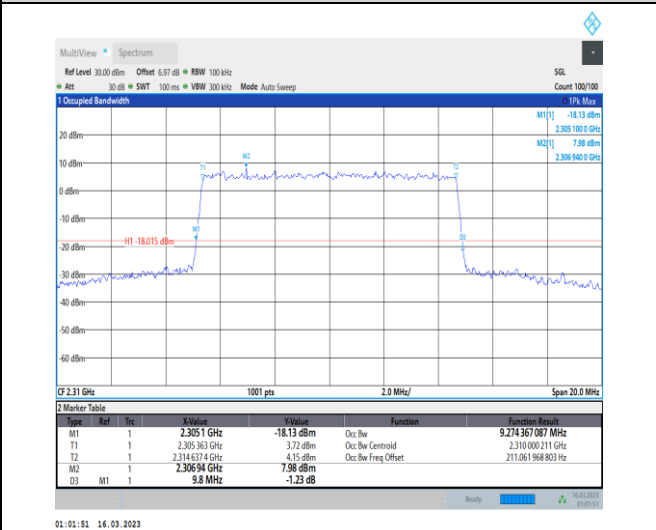 MultiView Spectrum
Ref Level 30.00 dBm Offset 6.97 dB RBW 100 kHz SGL
Att 30 dB SWT 100 ms VBW 300 kHz Mode Auto Sweep Count 100/100
1 Occupied Bandwidth 1Pk Max
M1[1] -18.13 dBm
2.305 100 0 GHz
M2[1] 7.98 dBm
2.306 940 0 GHz
20 dBm
M2
T1 T2
10 dBm
0 dBm
-10 dBm
M1
D3
H1 -18.015 dBm
-20 dBm
-30 dBm
-40 dBm
-50 dBm
-60 dBm
CF 2.31 GHz 1001 pts 2.0 MHz/ Span 20.0 MHz
2 Marker Table
Type Ref Trc X-Value Y-Value Function Function Result
M1 1 2.3051 GHz -18.13 dBm Occ Bw 9.274 367 087 MHz
T1 1 2.305 363 GHz 3.72 dBm Occ Bw Centroid 2.310 000 211 GHz
T2 1 2.314 637 4 GHz 4.15 dBm Occ Bw Freq Offset 211.061 968 803 Hz
M2 1 2.30694 GHz 7.98 dBm
D3 M1 1 9.8 MHz -1.23 dB
Ready 16.03.2023
01:01:51
01:01:51 16.03.2023